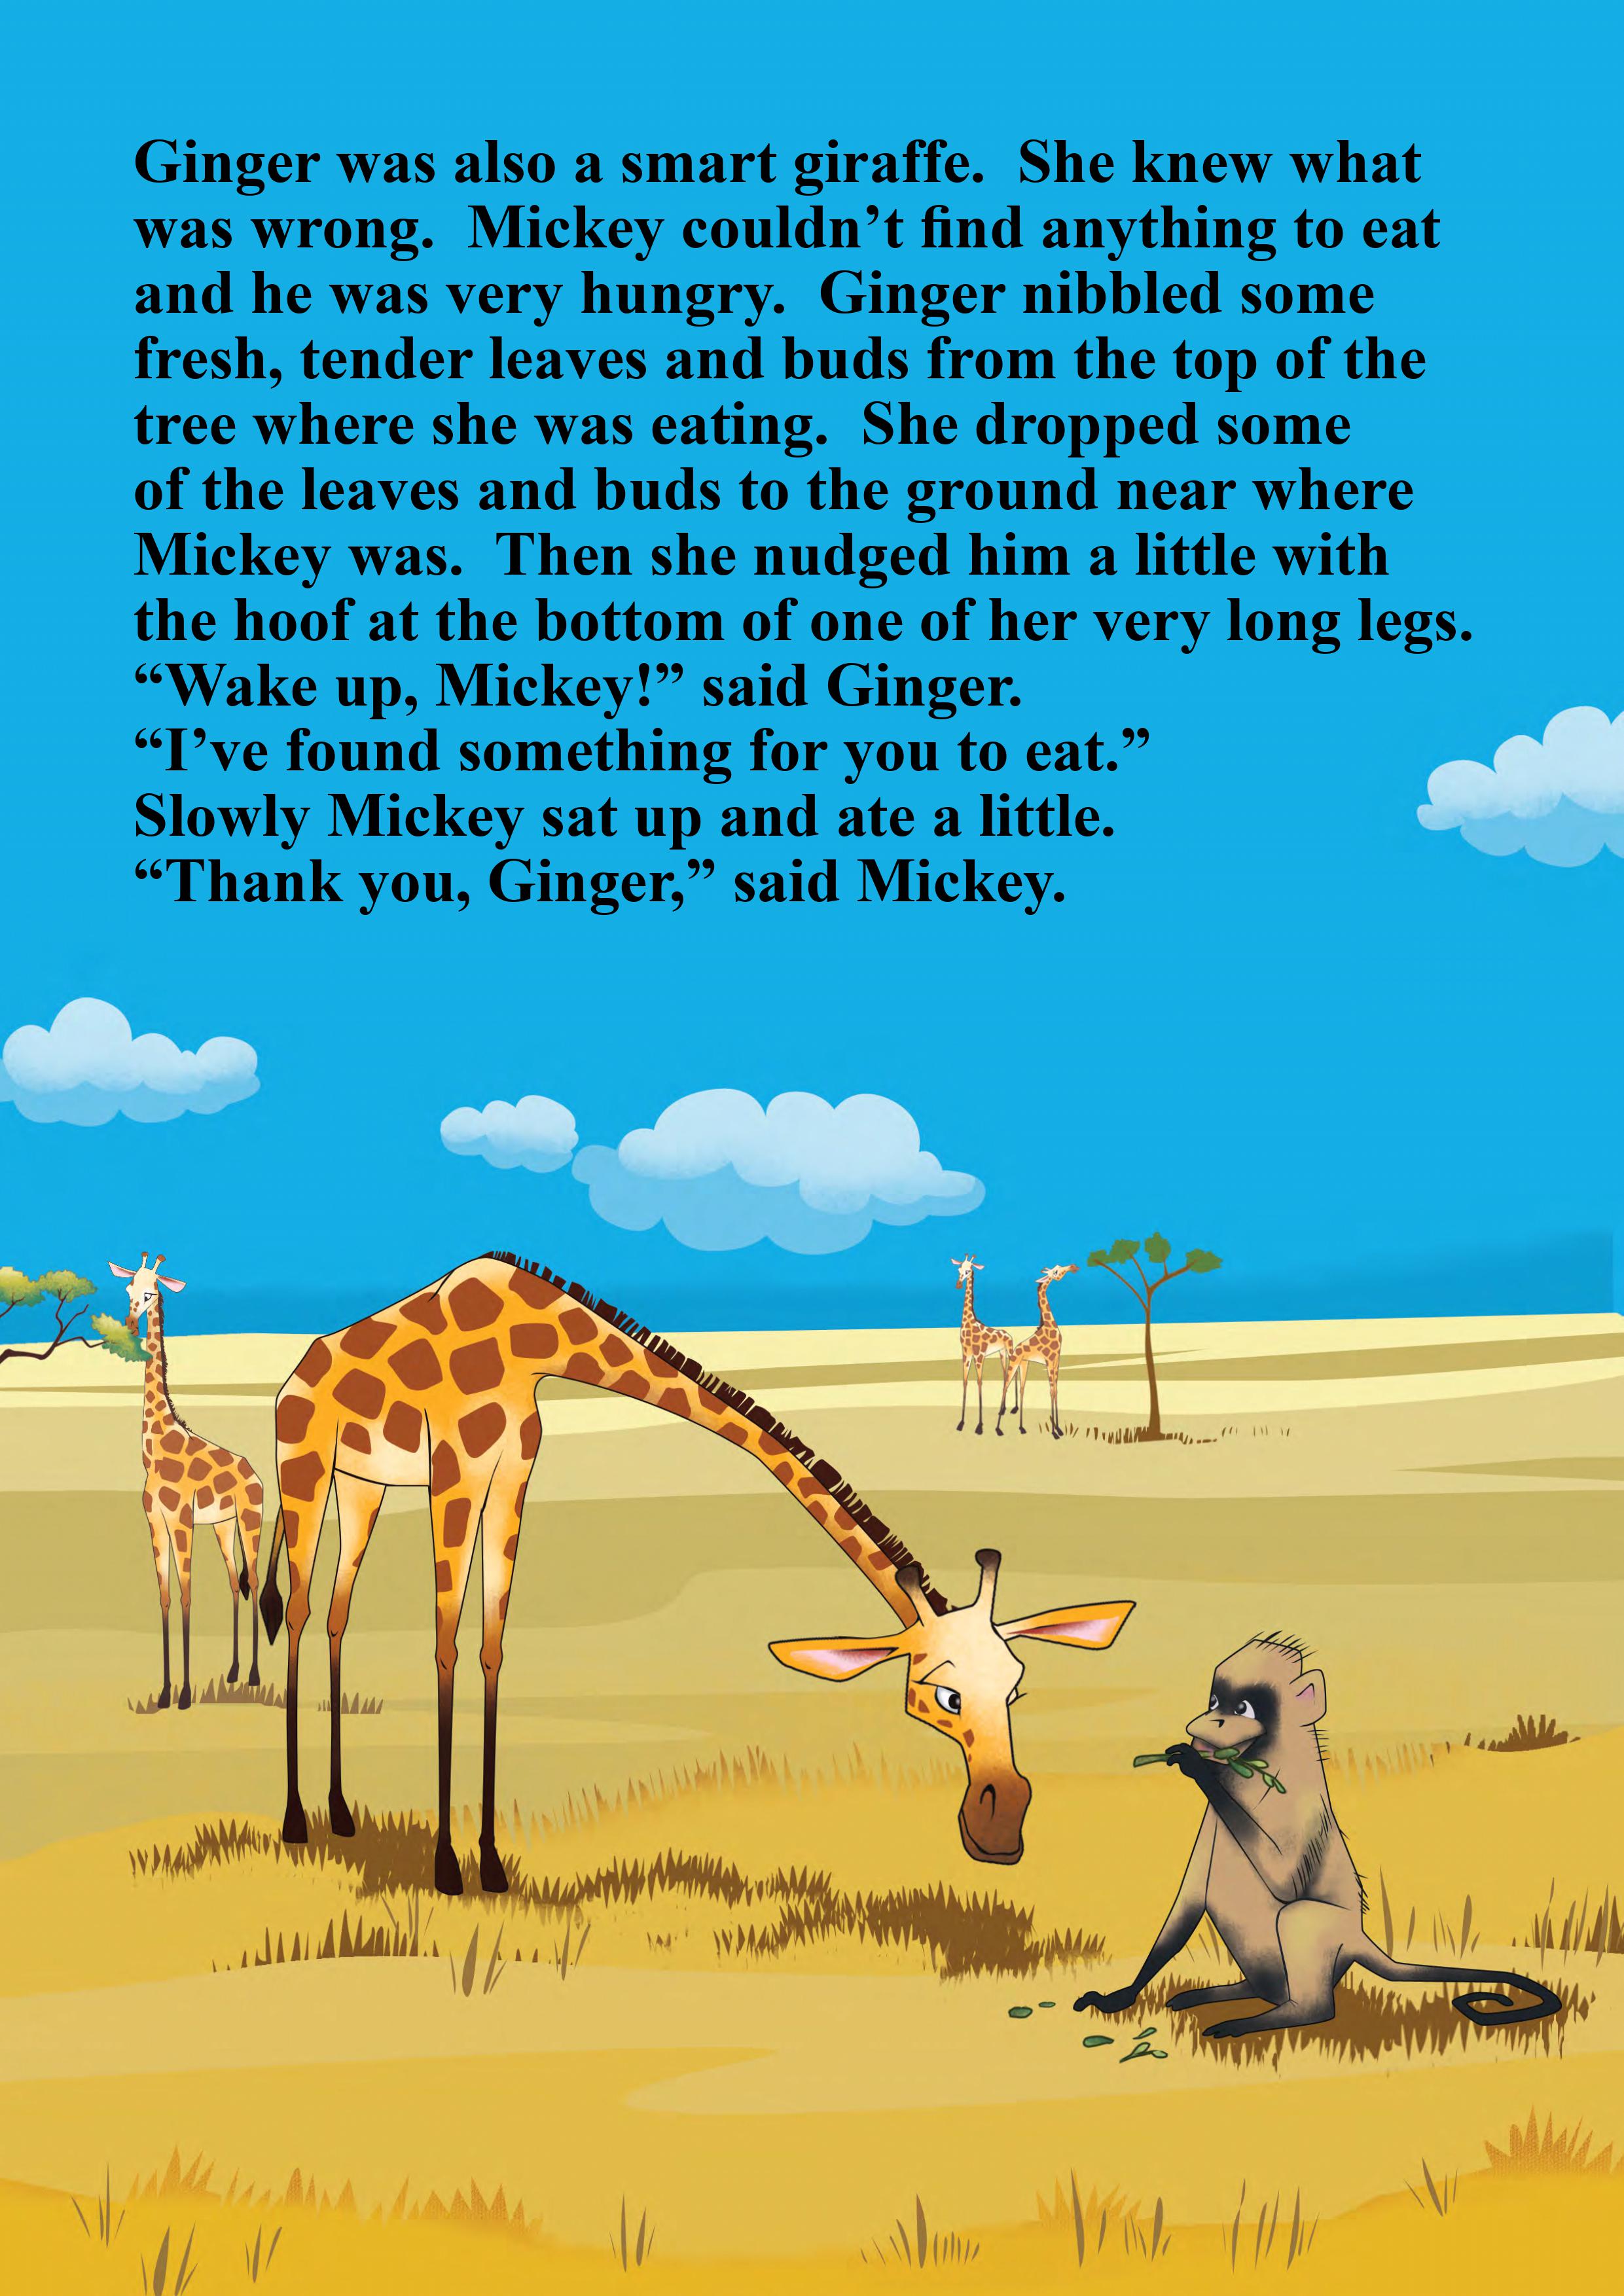 Ginger was also a smart giraffe.  She knew what
was wrong.  Mickey couldn’t find anything to eat
and he was very hungry.  Ginger nibbled some
fresh, tender leaves and buds from the top of the
tree where she was eating.  She dropped some
of the leaves and buds to the ground near where
Mickey was.  Then she nudged him a little with
the hoof at the bottom of one of her very long legs.
“Wake up, Mickey!” said Ginger.
“I’ve found something for you to eat.”
Slowly Mickey sat up and ate a little.
“Thank you, Ginger,” said Mickey.